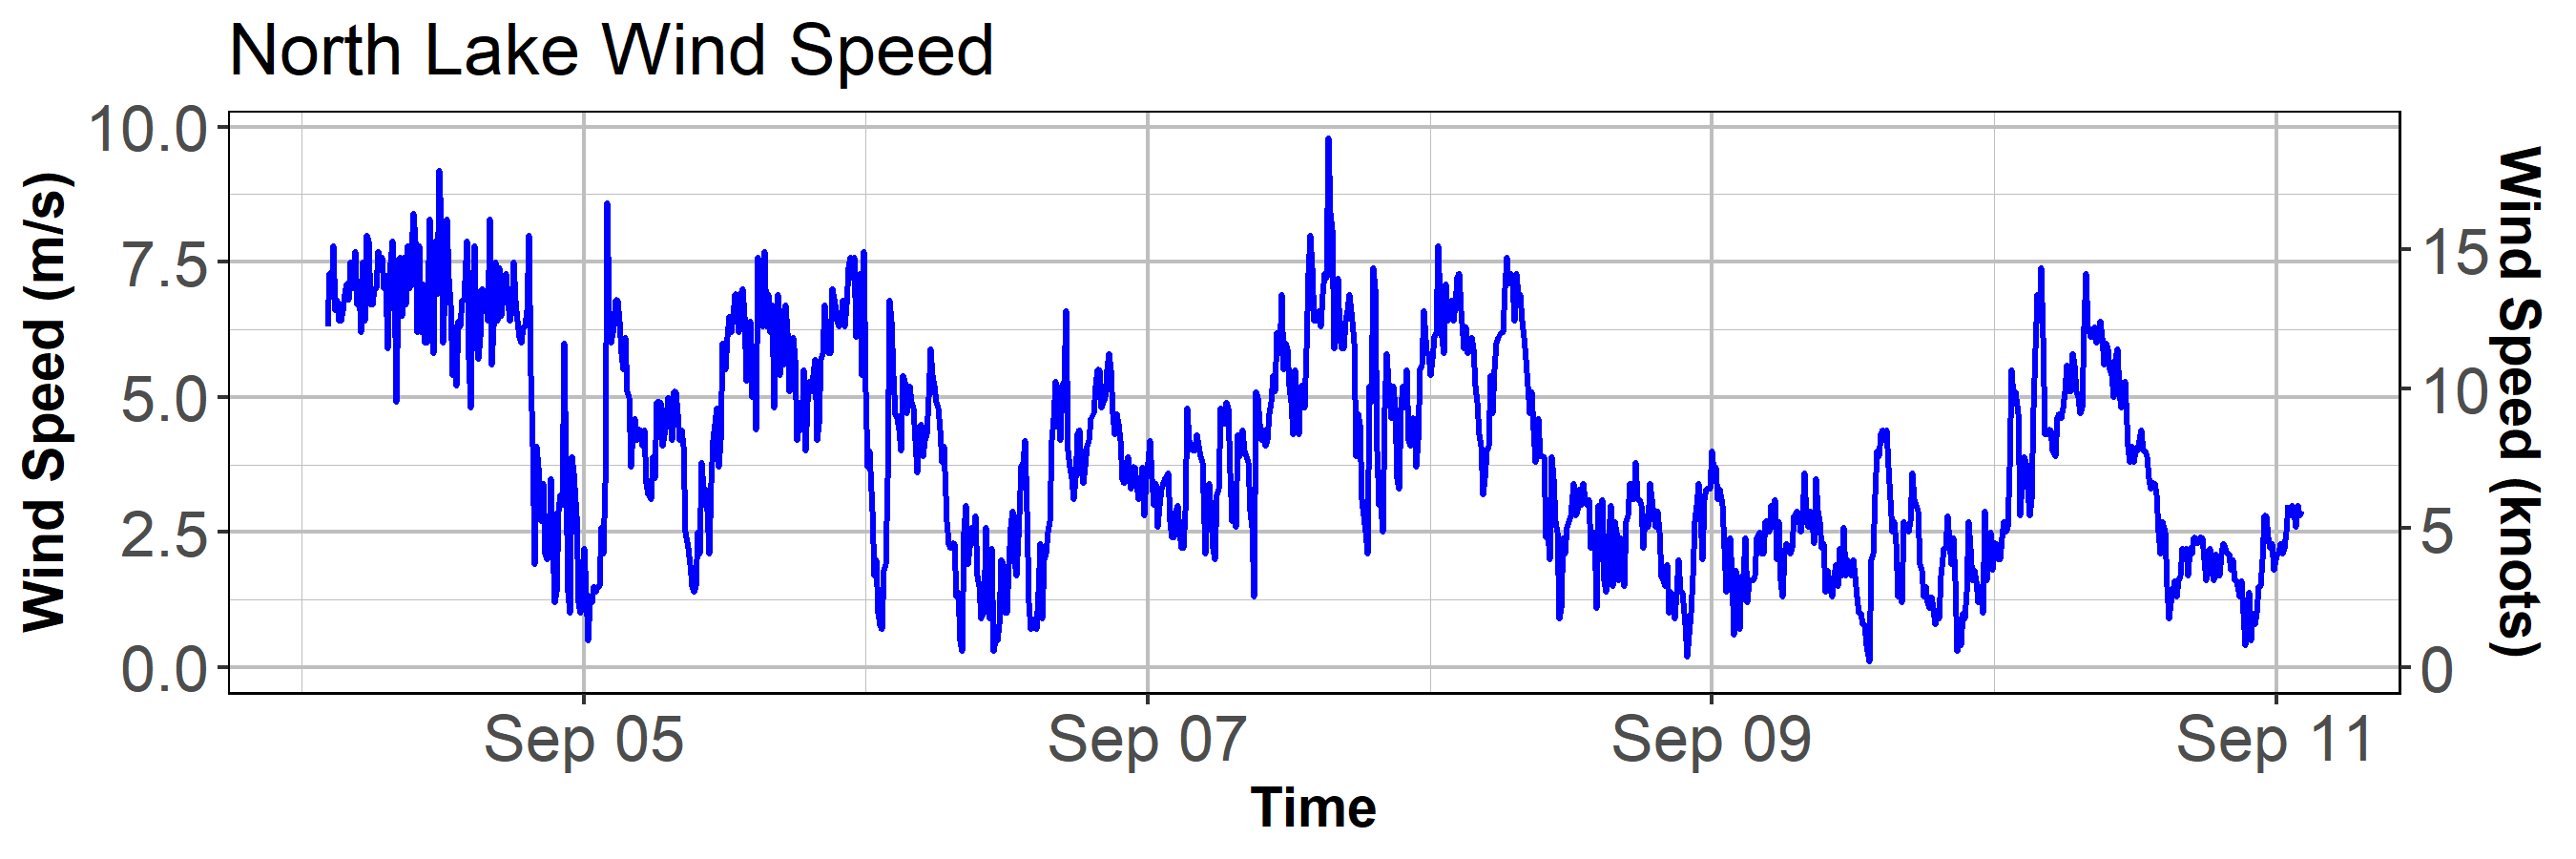 North Lake Wind Speed
Wind Speed (m/s)
10.0
7.5
5.0
2.5
0.0
15
10
5
0
Wind Speed (knots)
Sep 05
Sep 07
Sep 09
Sep 11
Time